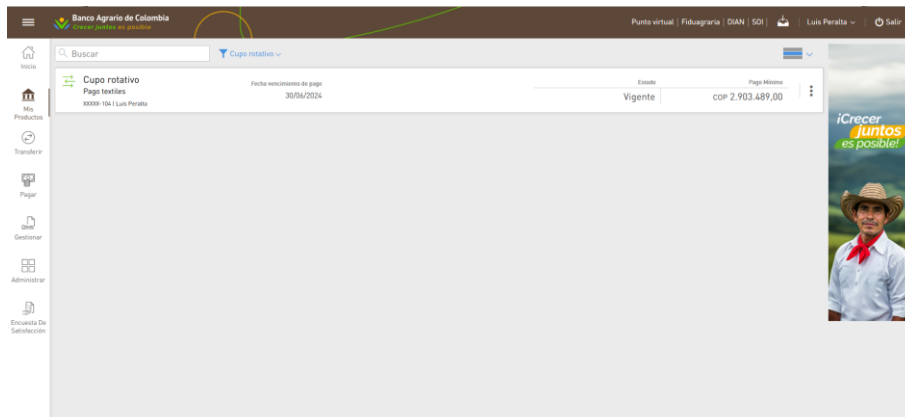 Banco Agrario de Colombia
Crecer juntos es posible
Punto virtual | Fiduagraria | DIAN | SOI | | Luis Peralta | Salir
Inicio
Mis Productos
Transferir
Pagar
Gestionar
Administrar
Encuesta De Satisfacción
Buscar
Cupo rotativo
Cupo rotativo
Pago textiles
XXXXX-104 | Luis Peralta
Fecha vencimiento de pago
30/06/2024
Estado
Vigente
Pago Mínimo
COP 2.903.489,00
¡Crecer
juntos
es posible!